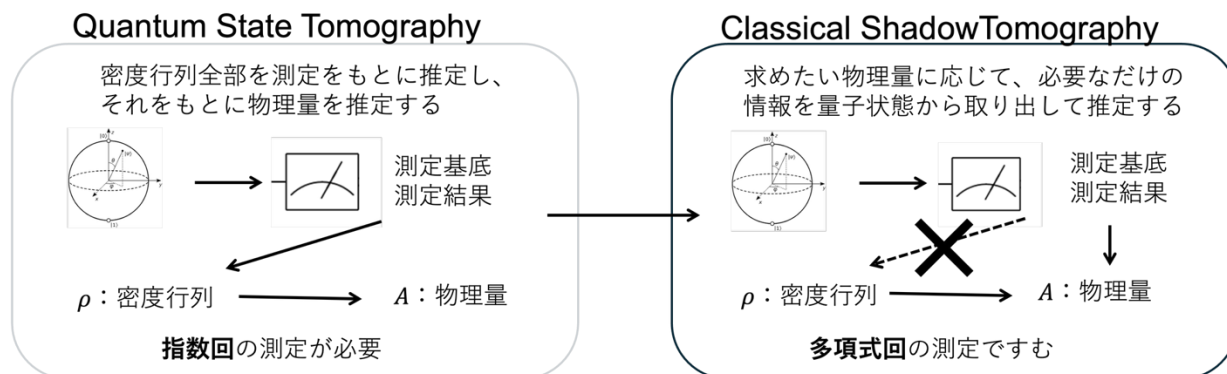 Quantum State Tomography
密度行列全部を測定をもとに推定し、
それをもとに物理量を推定する
測定基底
測定結果
ρ：密度行列
A：物理量
指数回の測定が必要
Classical ShadowTomography
求めたい物理量に応じて、必要なだけの
情報を量子状態から取り出して推定する
測定基底
測定結果
ρ：密度行列
A：物理量
多項式回の測定ですむ